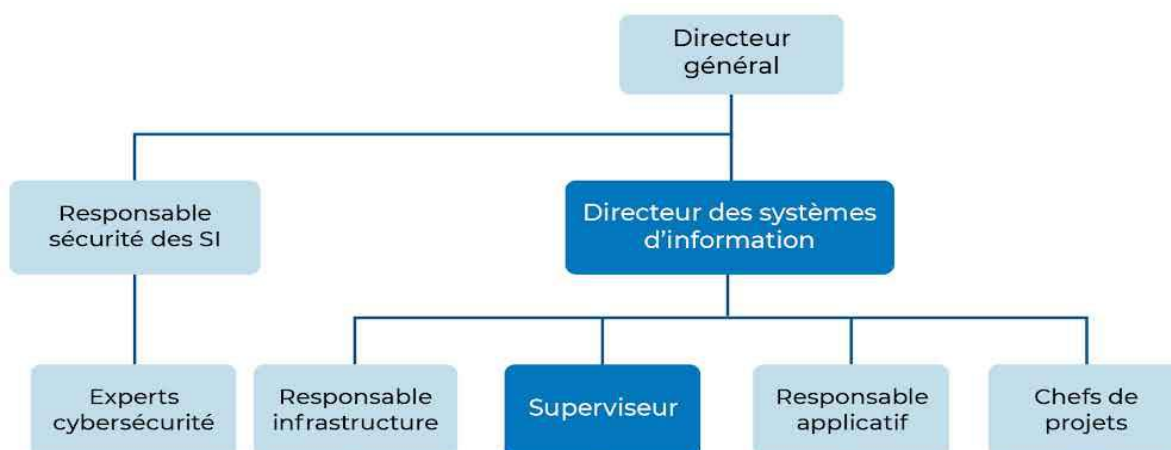 Directeur
général
Responsable
sécurité des SI
Directeur des systèmes
d’information
Experts
cybersécurité
Responsable
infrastructure
Superviseur
Responsable
applicatif
Chefs de
projets